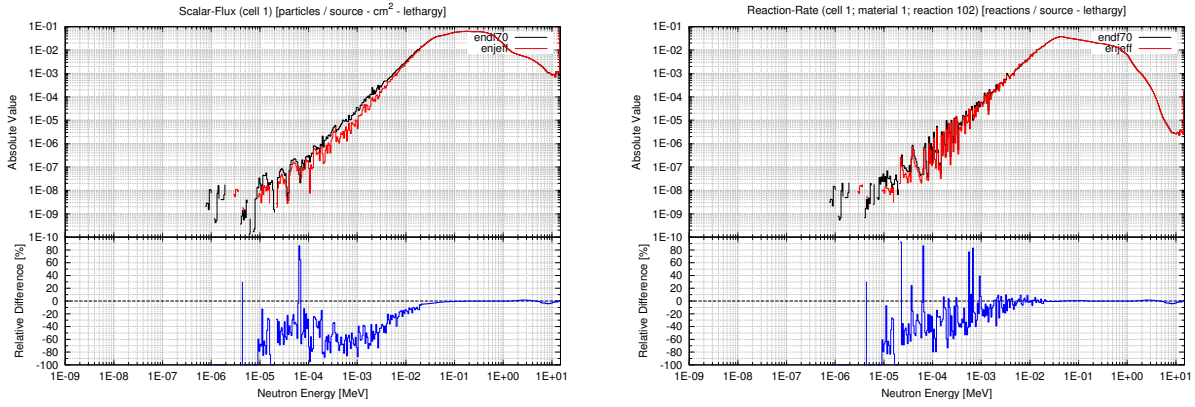 Scalar-Flux (cell 1) [particles / source - cm² - lethargy]
1E-01
1E-02
1E-03
1E-04
1E-05
1E-06
1E-07
1E-08
1E-09
1E-10
Absolute Value
endf70
enjeff
80
60
40
20
0
-20
-40
-60
-80
-100
Relative Difference [%]
1E-09 1E-08 1E-07 1E-06 1E-05 1E-04 1E-03 1E-02 1E-01 1E+00 1E+01
Neutron Energy [MeV]
Reaction-Rate (cell 1; material 1; reaction 102) [reactions / source - lethargy]
1E-01
1E-02
1E-03
1E-04
1E-05
1E-06
1E-07
1E-08
1E-09
1E-10
Absolute Value
endf70
enjeff
80
60
40
20
0
-20
-40
-60
-80
-100
Relative Difference [%]
1E-09 1E-08 1E-07 1E-06 1E-05 1E-04 1E-03 1E-02 1E-01 1E+00 1E+01
Neutron Energy [MeV]